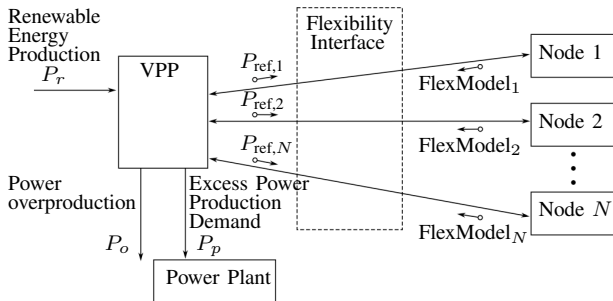 Renewable
Energy
Production
P_r
VPP
Flexibility
Interface
P_ref,1
P_ref,2
P_ref,N
FlexModel_1
FlexModel_2
FlexModel_N
Node 1
Node 2
Node N
Power
overproduction
P_o
Excess Power
Production
Demand
P_p
Power Plant